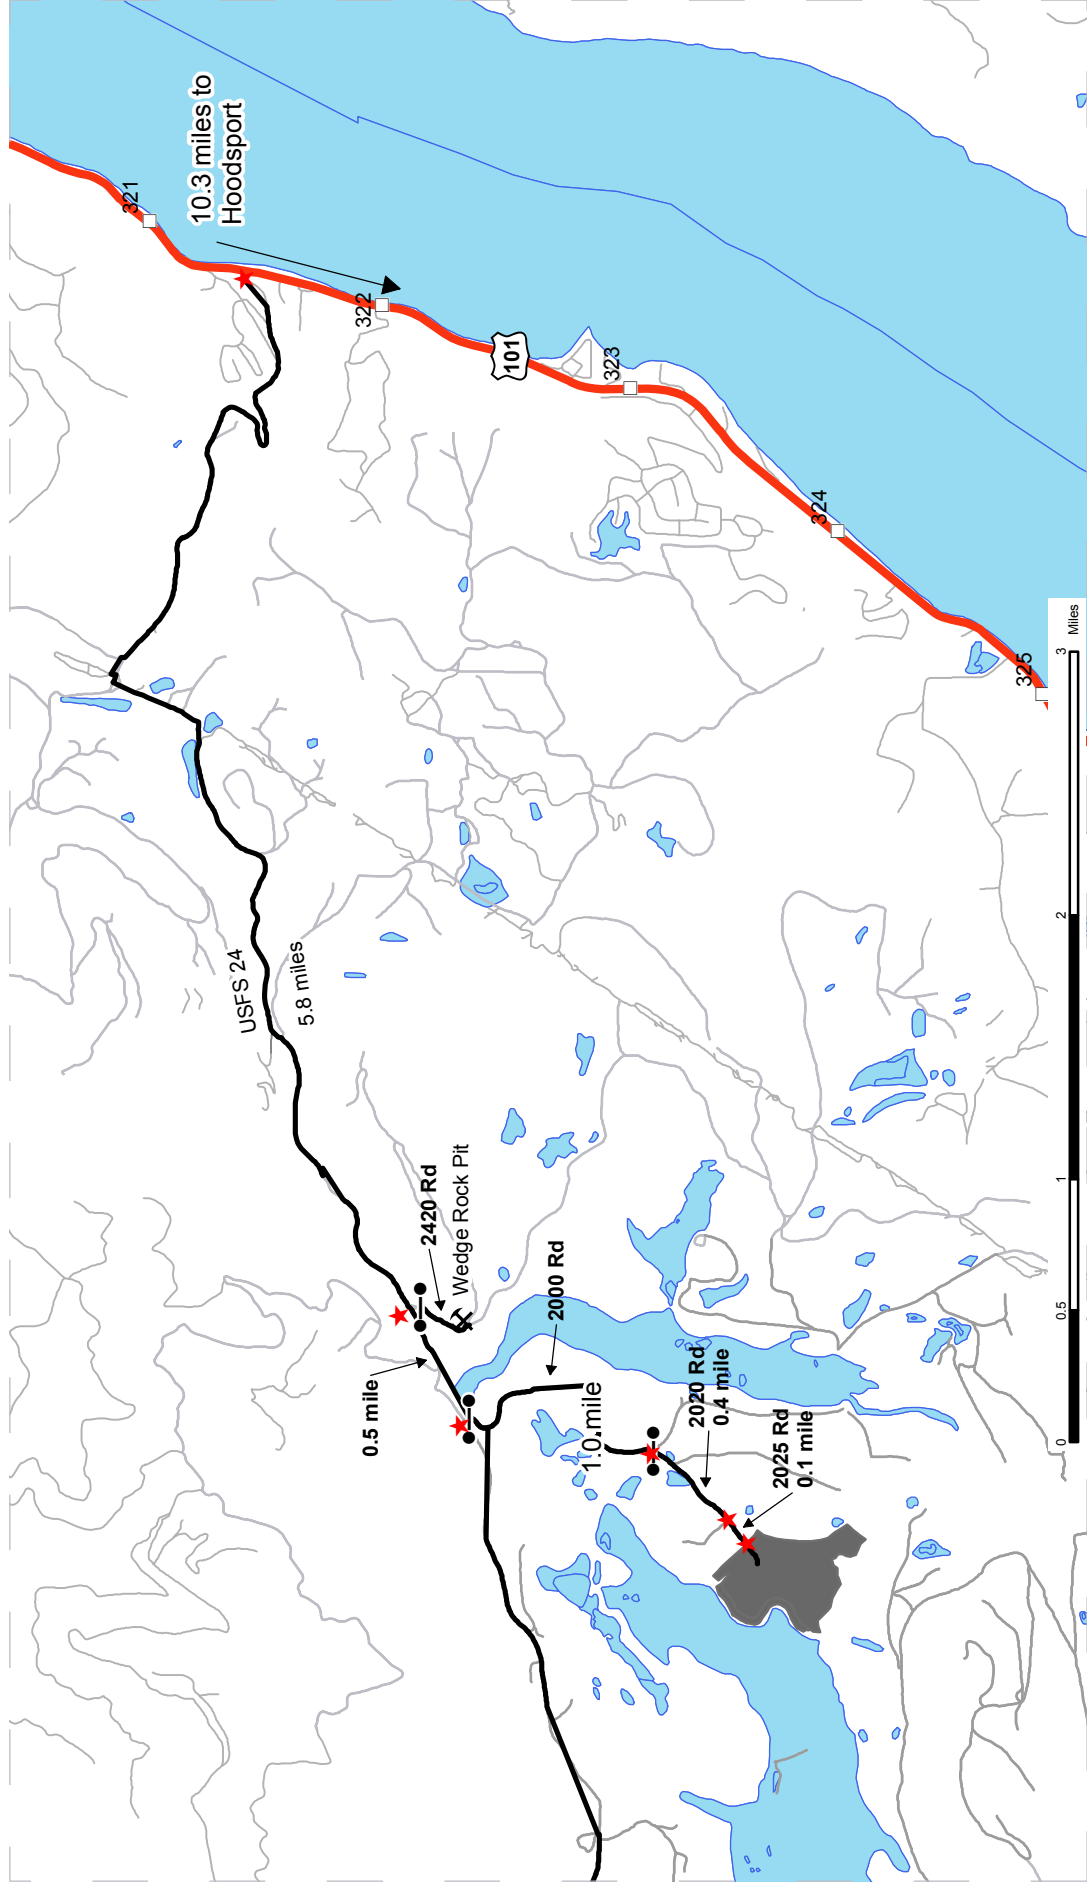 321
10.3 miles to
Hoodsport
322
101
323
324
325
USFS 24
5.8 miles
2420 Rd
Wedge Rock Pit
0.5 mile
2000 Rd
1.0 mile
2020 Rd
0.4 mile
2025 Rd
0.1 mile
0
0.5
1
2
3
Miles